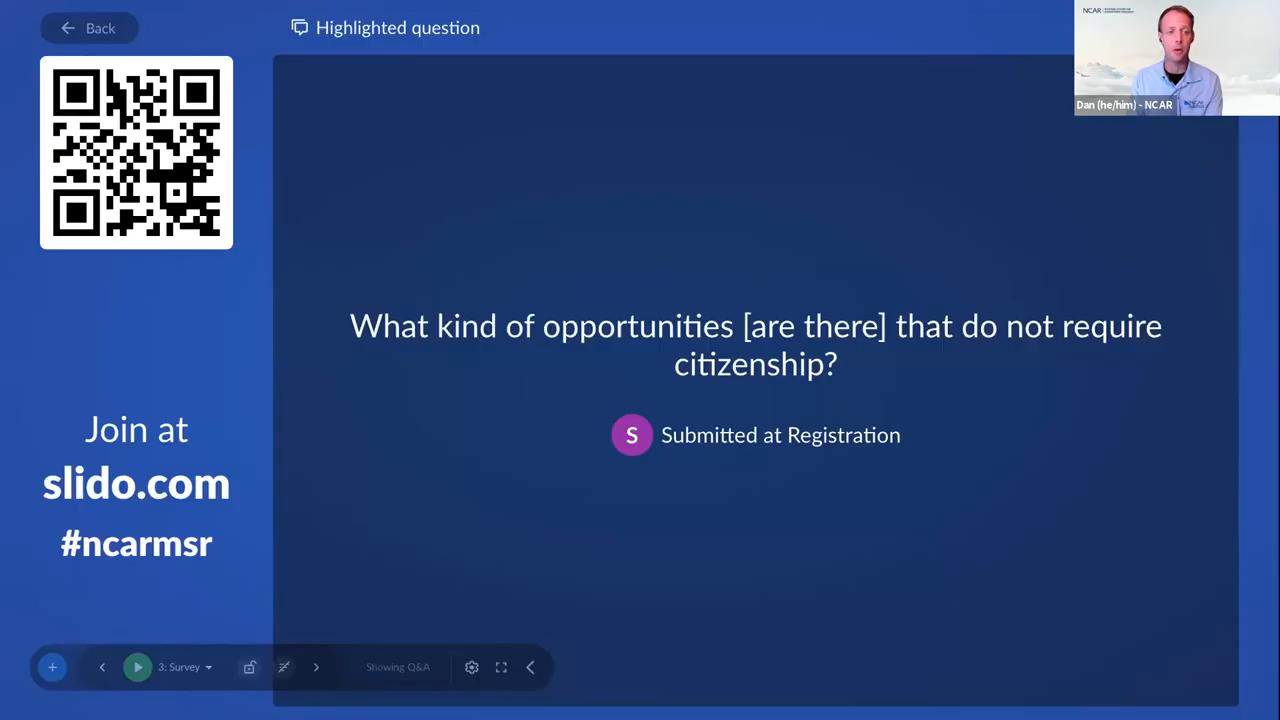 Back
Highlighted question
NCAR
Dan (he/him) - NCAR
What kind of opportunities [are there] that do not require
citizenship?
S Submitted at Registration
Join at
slido.com
#ncarmsr
3: Survey
Showing Q&A